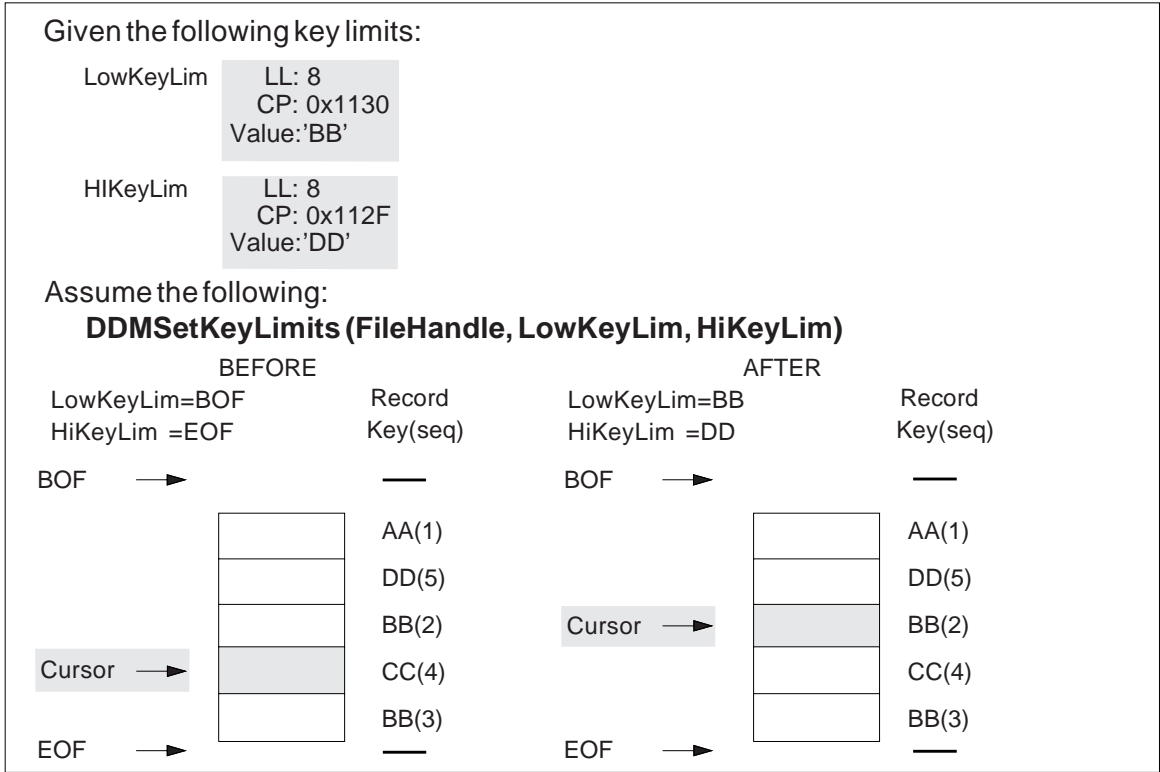 Given the following key limits:
LowKeyLim
LL: 8
CP: 0x1130
Value:'BB'
HIKeyLim
LL: 8
CP: 0x112F
Value:'DD'
Assume the following:
DDMSetKeyLimits (FileHandle, LowKeyLim, HiKeyLim)
BEFORE
LowKeyLim=BOF
HiKeyLim =EOF
Record
Key(seq)
BOF
AA(1)
DD(5)
BB(2)
Cursor
CC(4)
BB(3)
EOF
AFTER
LowKeyLim=BB
HiKeyLim =DD
Record
Key(seq)
BOF
AA(1)
DD(5)
Cursor
BB(2)
CC(4)
BB(3)
EOF